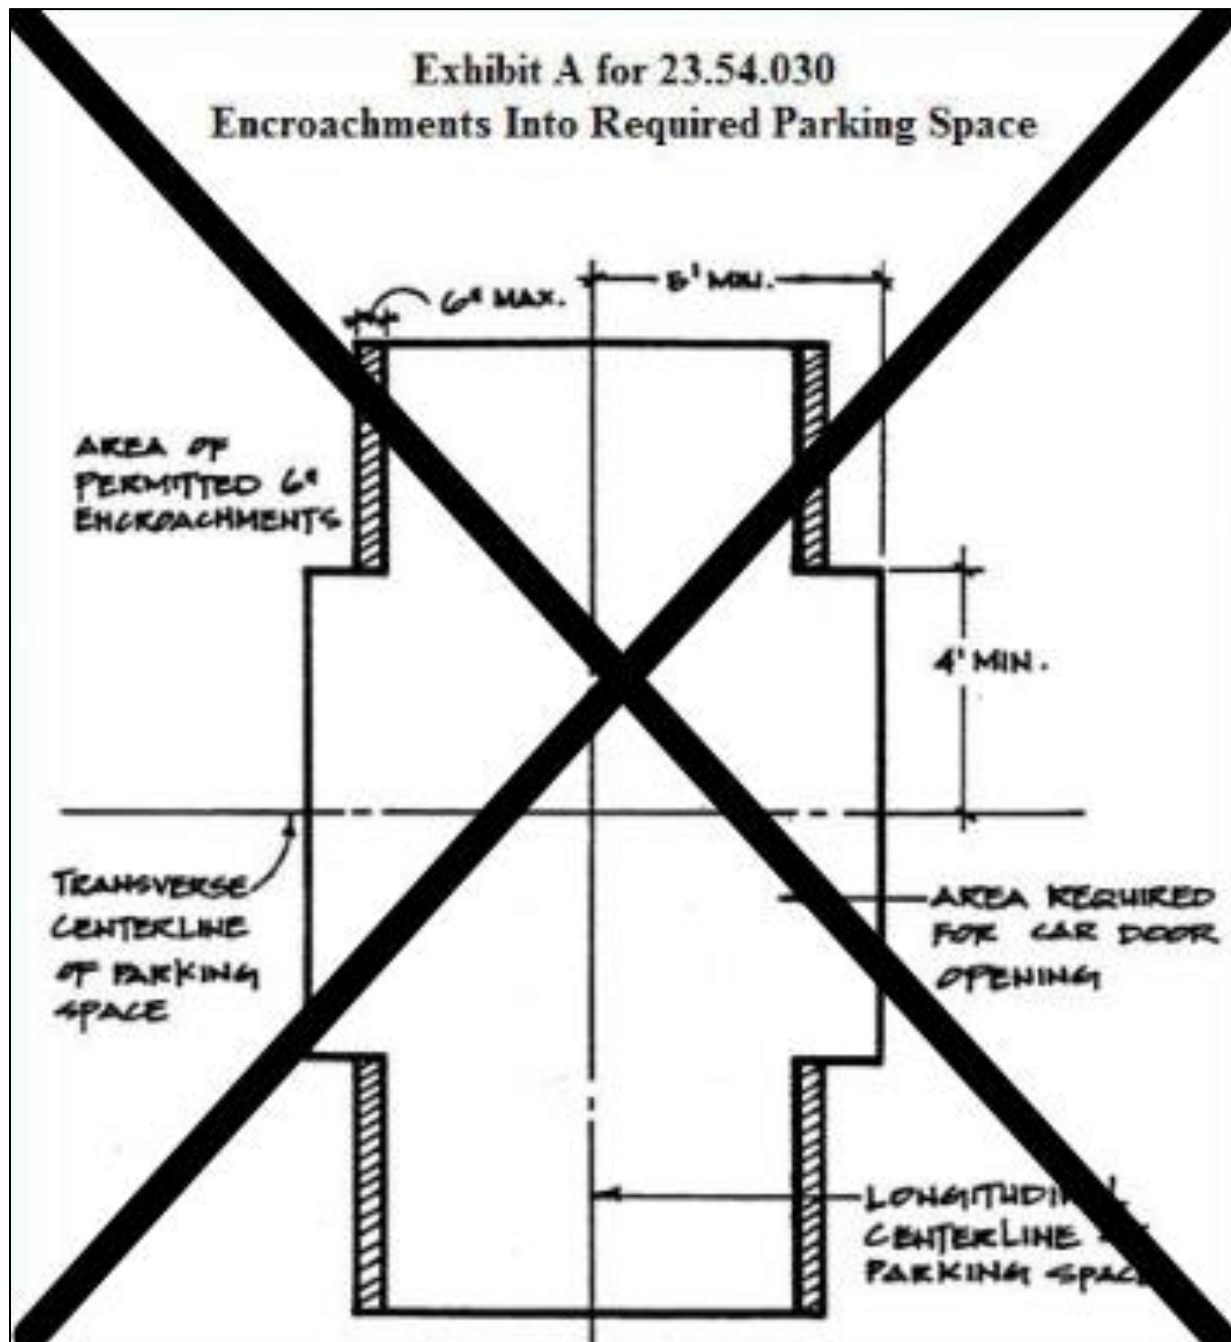 Exhibit A for 23.54.030
Encroachments Into Required Parking Space
6" MAX.
5' MIN.
AREA OF
PERMITTED 6"
ENCROACHMENTS
4' MIN.
TRANSVERSE
CENTERLINE
OF PARKING
SPACE
AREA REQUIRED
FOR CAR DOOR
OPENING
CENTERLINE
PARKING SPACE